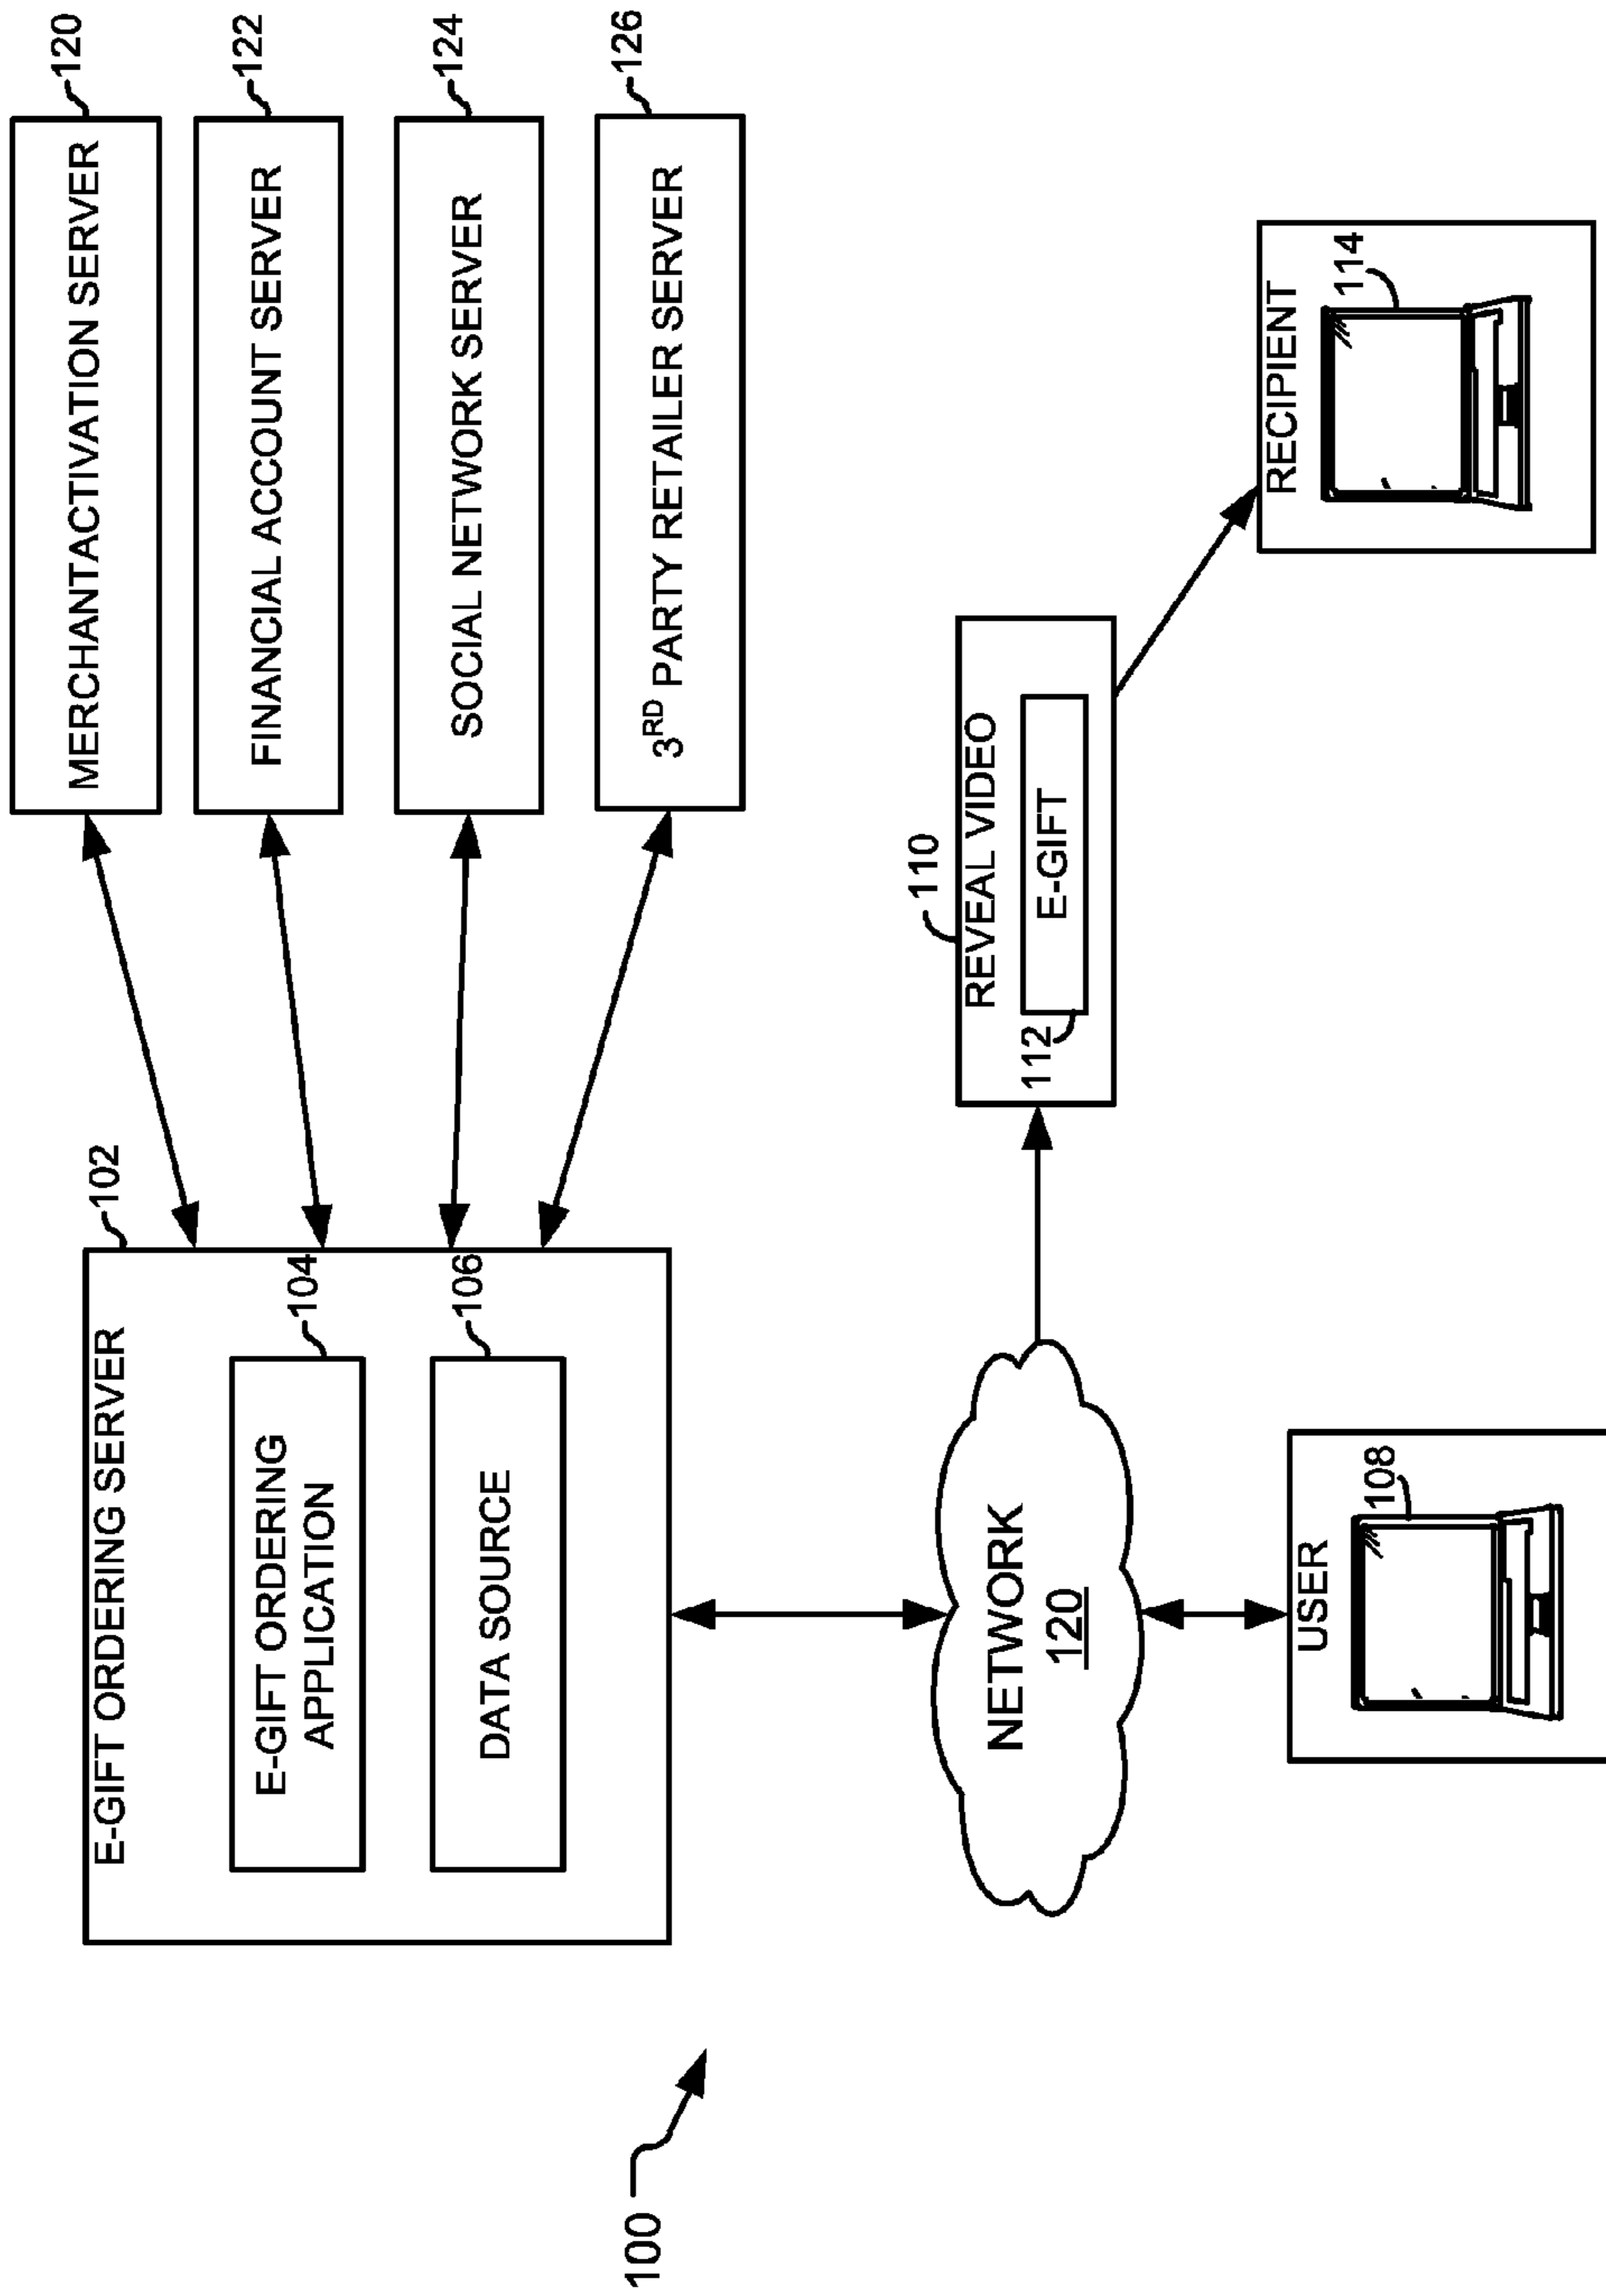 100
E-GIFT ORDERING SERVER
102
E-GIFT ORDERING
APPLICATION
104
DATA SOURCE
106
MERCHANTACTIVATION SERVER
120
FINANCIAL ACCOUNT SERVER
122
SOCIAL NETWORK SERVER
124
3RD PARTY RETAILER SERVER
126
NETWORK
120
110
REVEAL VIDEO
112
E-GIFT
USER
108
RECIPIENT
114